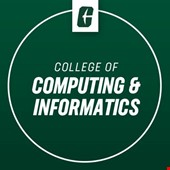 C
COLLEGE OF
COMPUTING &
INFORMATICS